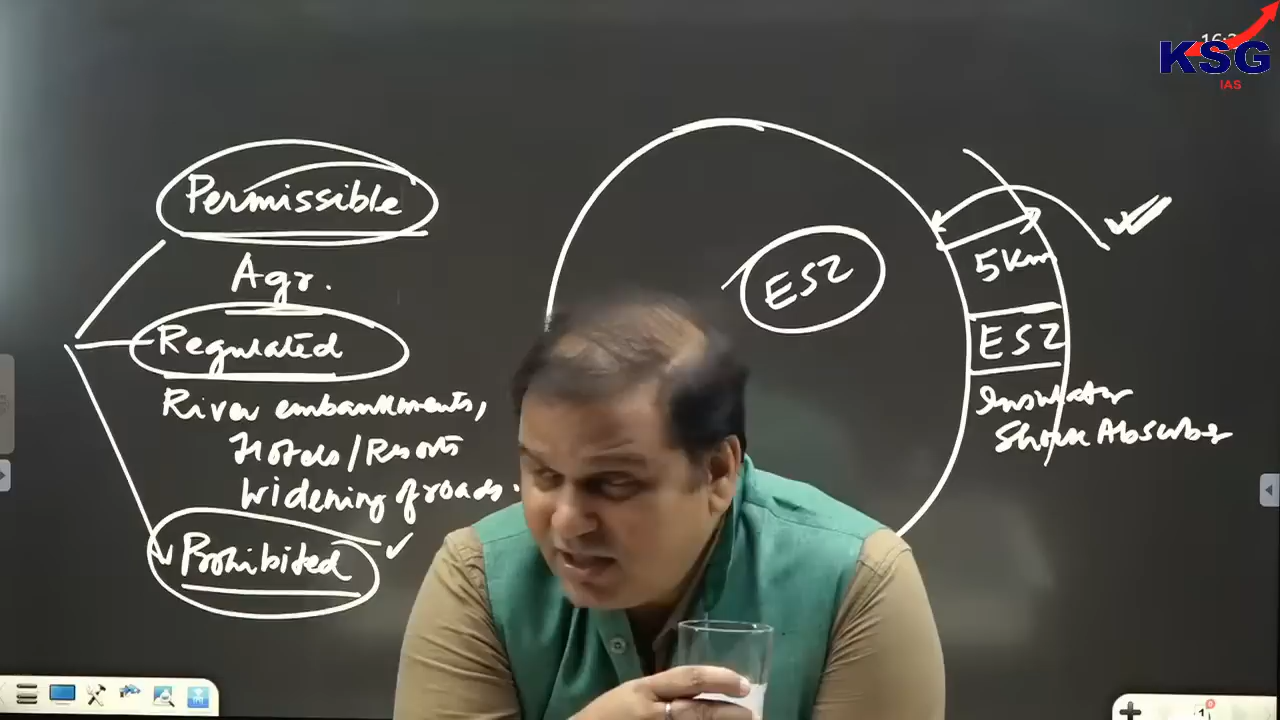 KSG
IAS
Permissible
Agr.
Regulated
River embankments,
Hotels/Resorts
Widening of roads.
Prohibited
ESZ
5Km
ESZ
Insulator
Shock Absorber